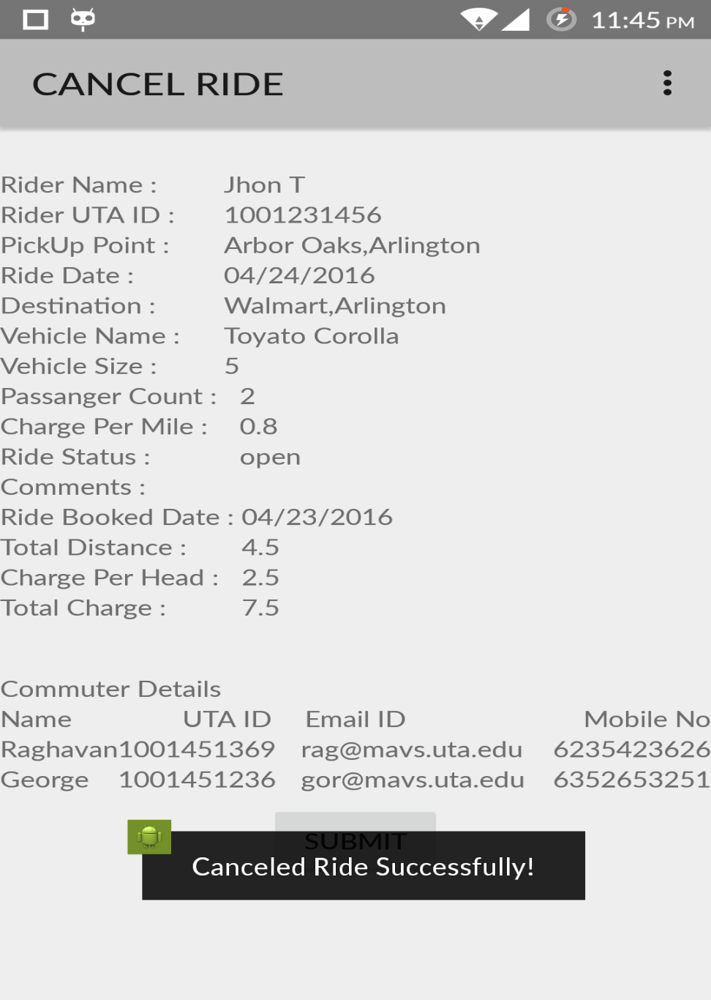 11:45 PM
CANCEL RIDE
Rider Name : Jhon T
Rider UTA ID : 1001231456
PickUp Point : Arbor Oaks,Arlington
Ride Date : 04/24/2016
Destination : Walmart,Arlington
Vehicle Name : Toyato Corolla
Vehicle Size : 5
Passanger Count : 2
Charge Per Mile : 0.8
Ride Status : open
Comments :
Ride Booked Date : 04/23/2016
Total Distance : 4.5
Charge Per Head : 2.5
Total Charge : 7.5
Commuter Details
Name UTA ID Email ID Mobile No
Raghavan1001451369 rag@mavs.uta.edu 6235423626
George 1001451236 gor@mavs.uta.edu 6352653251
SUBMIT
Canceled Ride Successfully!